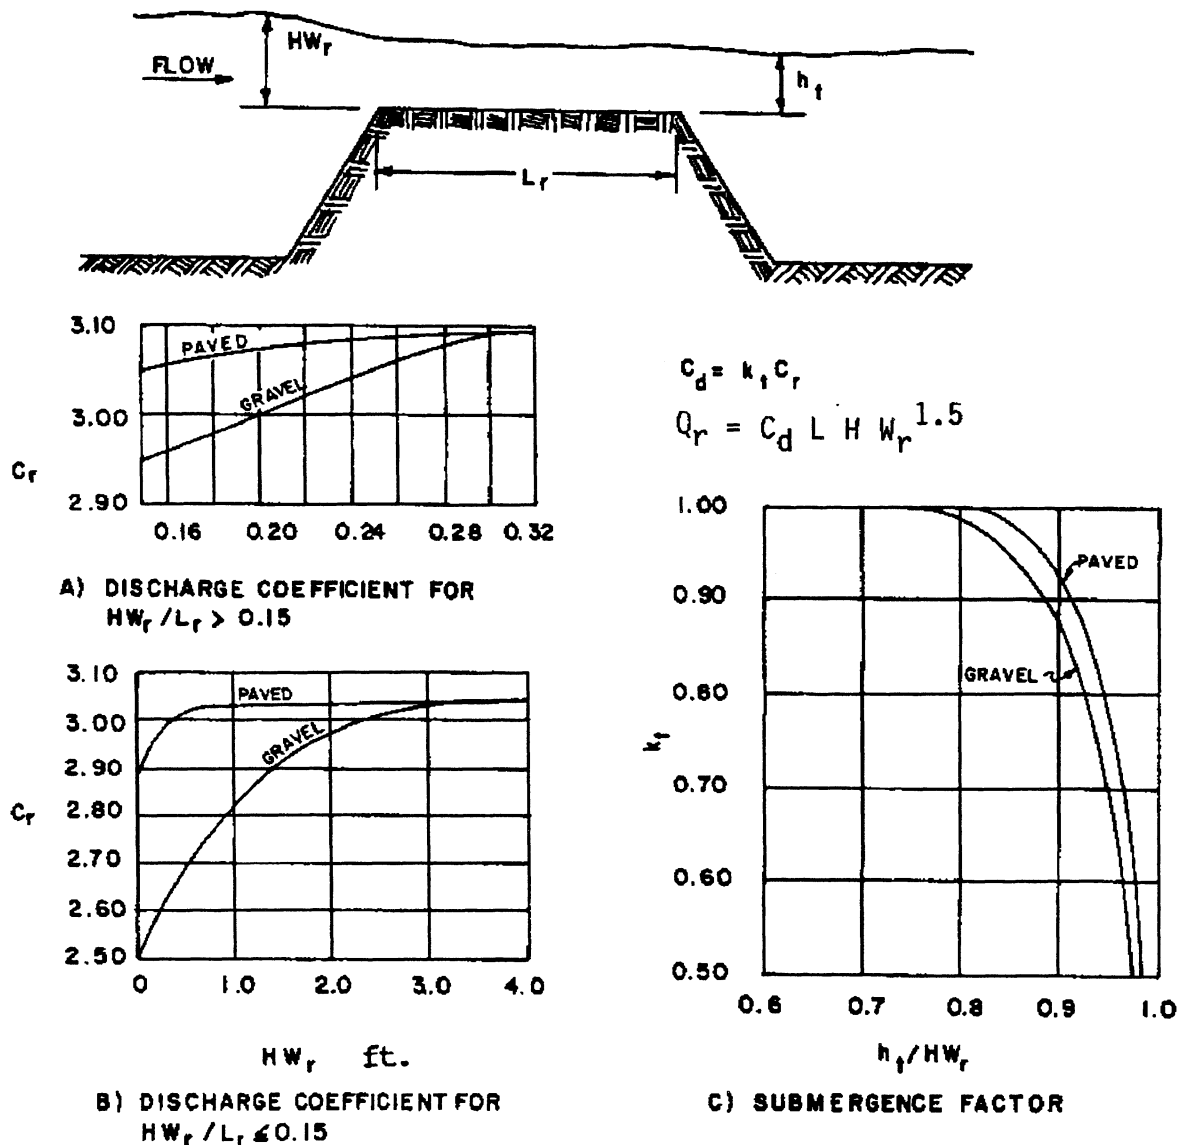 HWr
FLOW
ht
Lr
3.10
PAVED
GRAVEL
3.00
Cr
2.90
0.16 0.20 0.24 0.28 0.32
A) DISCHARGE COEFFICIENT FOR
HWr/Lr > 0.15
Cd = kt Cr
Qr = Cd L H Wr^1.5
3.10
PAVED
3.00
GRAVEL
2.90
Cr
2.80
2.70
2.60
2.50
0 1.0 2.0 3.0 4.0
HWr ft.
B) DISCHARGE COEFFICIENT FOR
HWr/Lr ≤ 0.15
1.00
PAVED
0.90
GRAVEL
0.80
kt
0.70
0.60
0.50
0.6 0.7 0.8 0.9 1.0
ht/HWr
C) SUBMERGENCE FACTOR